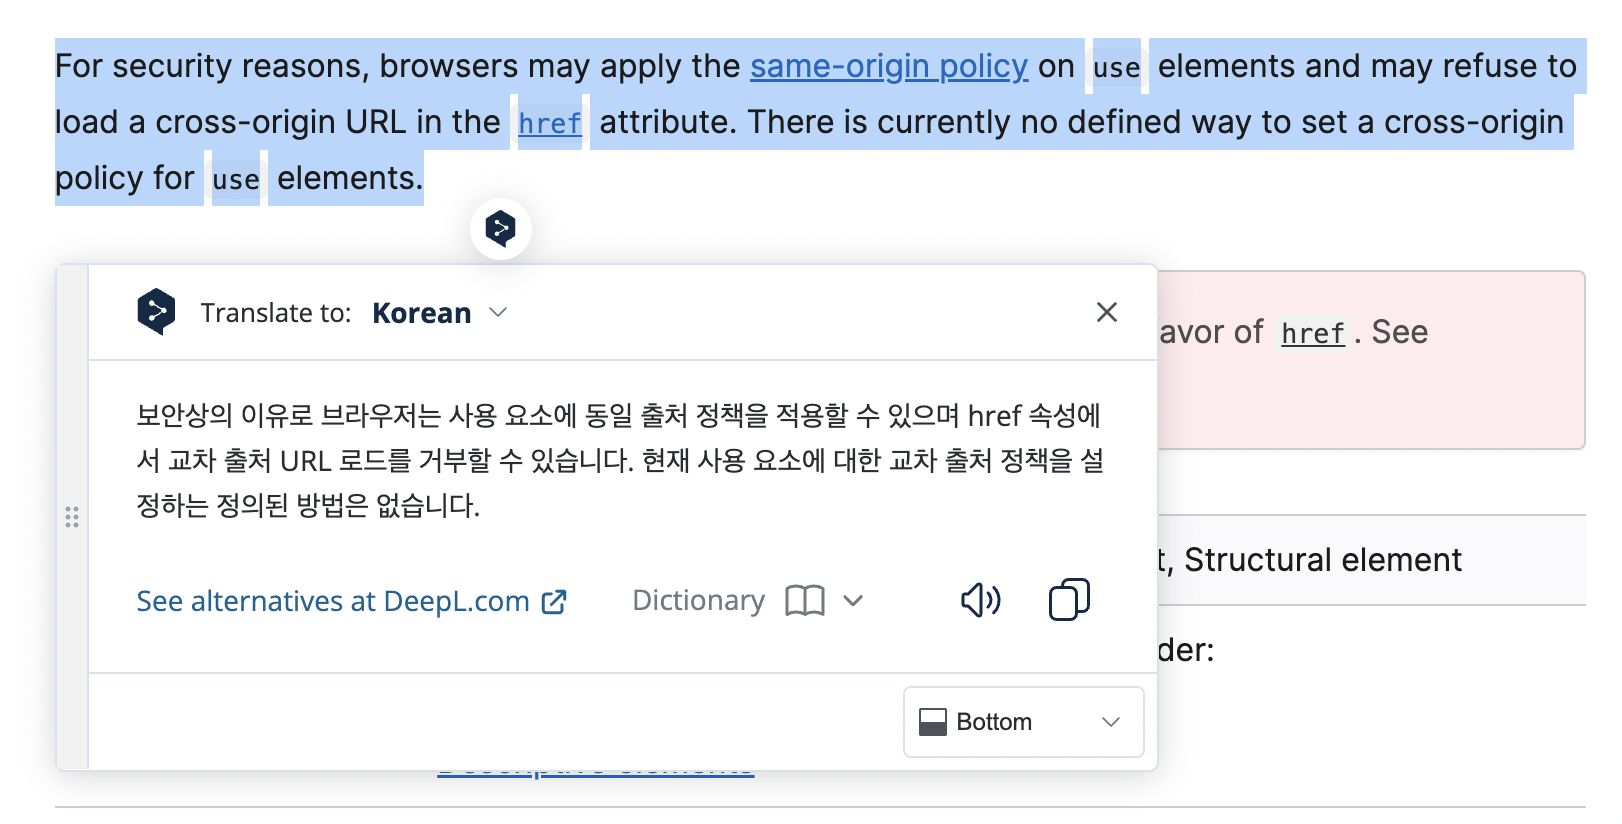 For security reasons, browsers may apply the same-origin policy on use elements and may refuse to
load a cross-origin URL in the href attribute. There is currently no defined way to set a cross-origin
policy for use elements.
Translate to: Korean
avor of href. See
보안상의 이유로 브라우저는 사용 요소에 동일 출처 정책을 적용할 수 있으며 href 속성에
서 교차 출처 URL 로드를 거부할 수 있습니다. 현재 사용 요소에 대한 교차 출처 정책을 설
정하는 정의된 방법은 없습니다.
t, Structural element
See alternatives at DeepL.com Dictionary
der:
Bottom